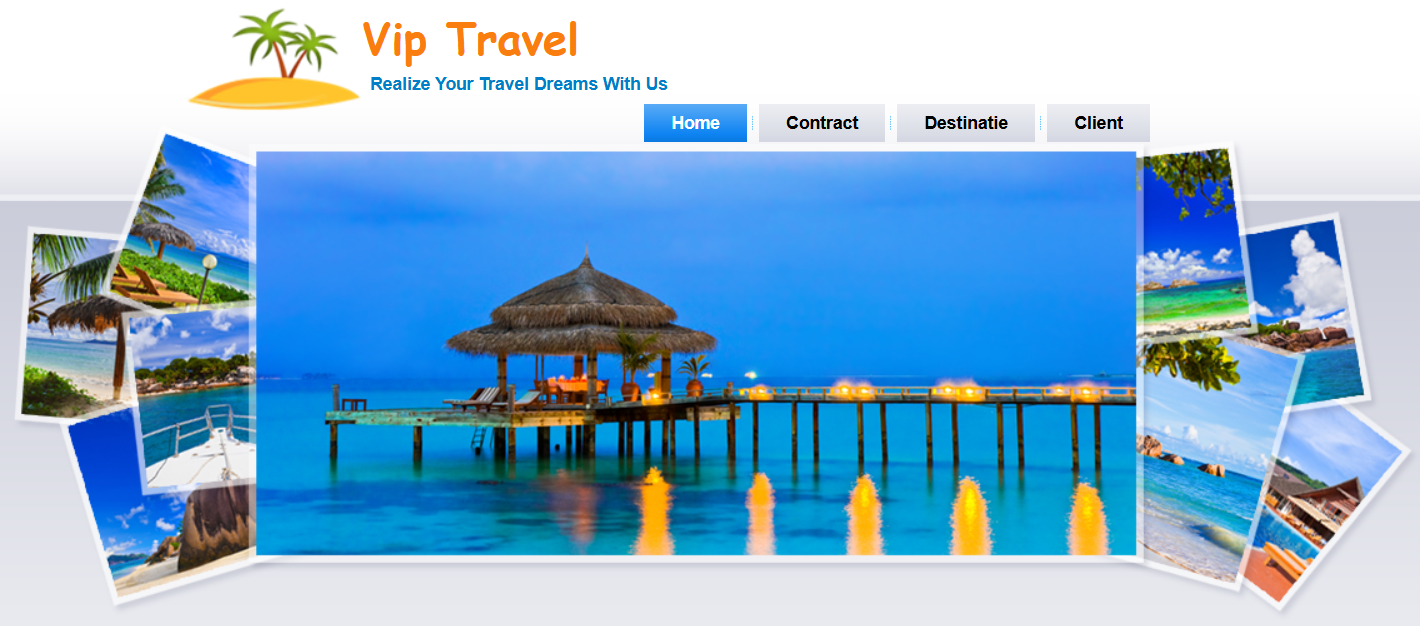 Vip Travel
Realize Your Travel Dreams With Us
Home Contract Destinatie Client